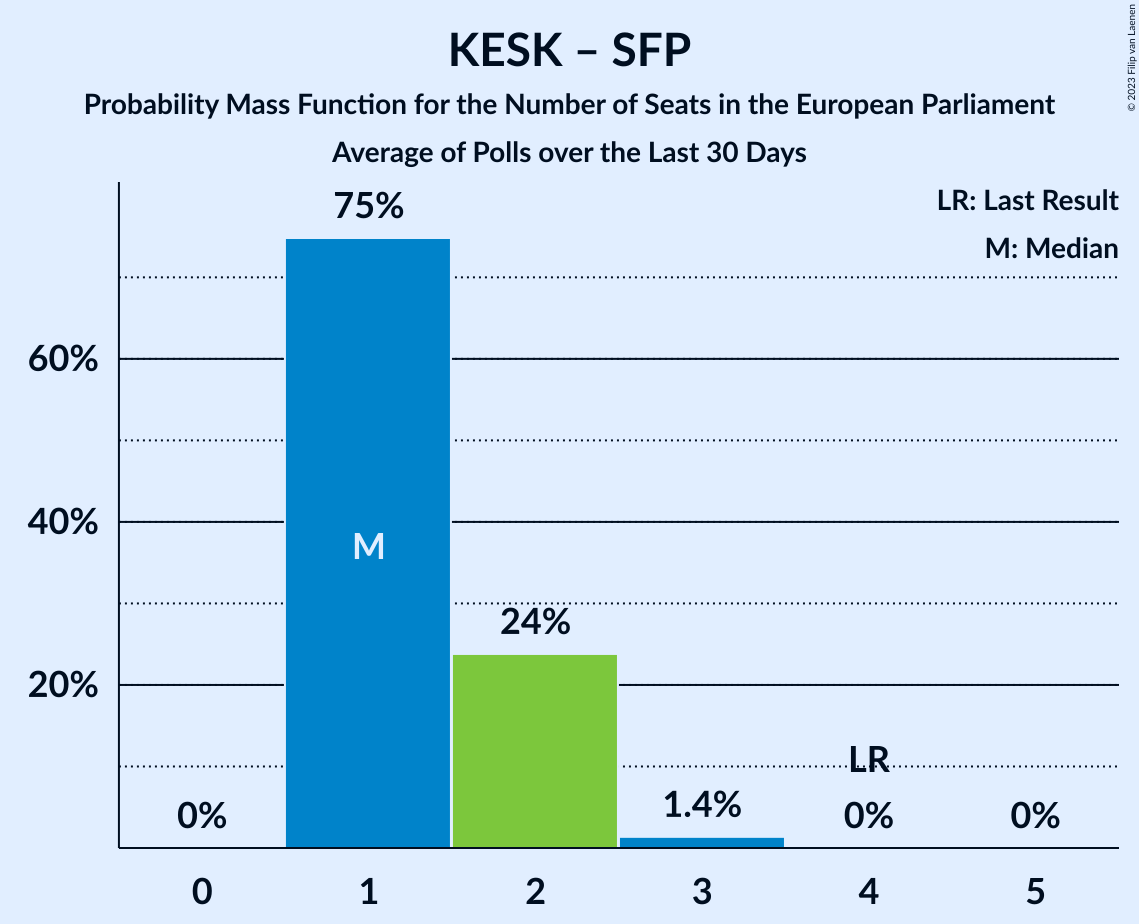 KESK – SFP
Probability Mass Function for the Number of Seats in the European Parliament
Average of Polls over the Last 30 Days
© 2023 Filip van Laenen
LR: Last Result
M: Median
75%
60%
40%
M
24%
20%
LR
0%
1.4%
0%
0%
0
1
2
3
4
5